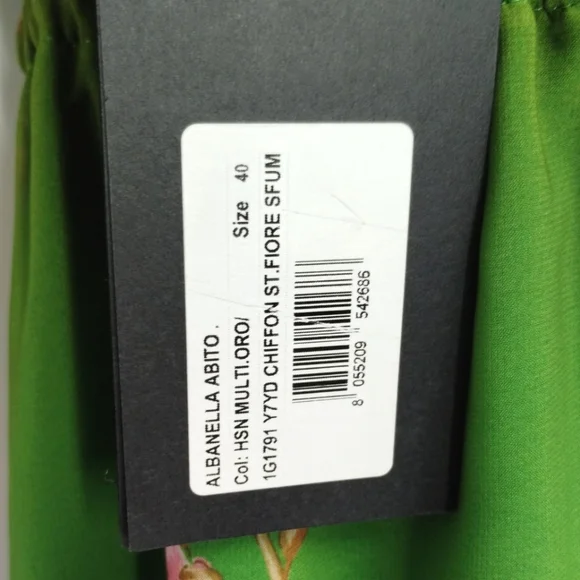 ALBANELLA ABITO .
Col: HSN MULTI.ORO/ Size 40
1G1791 Y7YD CHIFFON ST.FIORE SFUM
8 055209 542686